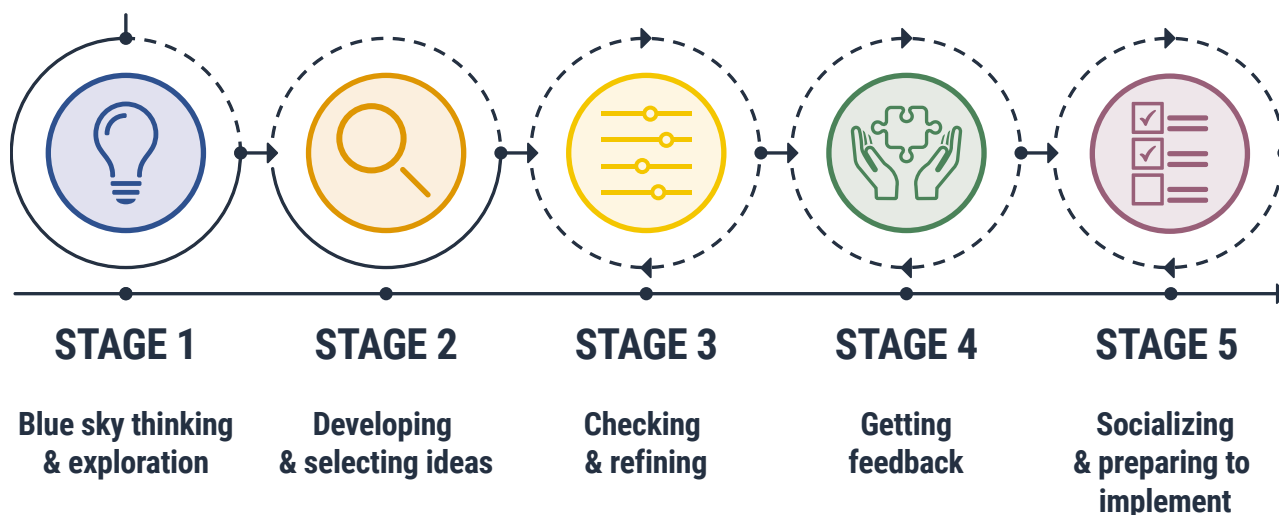 STAGE 1
Blue sky thinking
& exploration
STAGE 2
Developing
& selecting ideas
STAGE 3
Checking
& refining
STAGE 4
Getting
feedback
STAGE 5
Socializing
& preparing to
implement